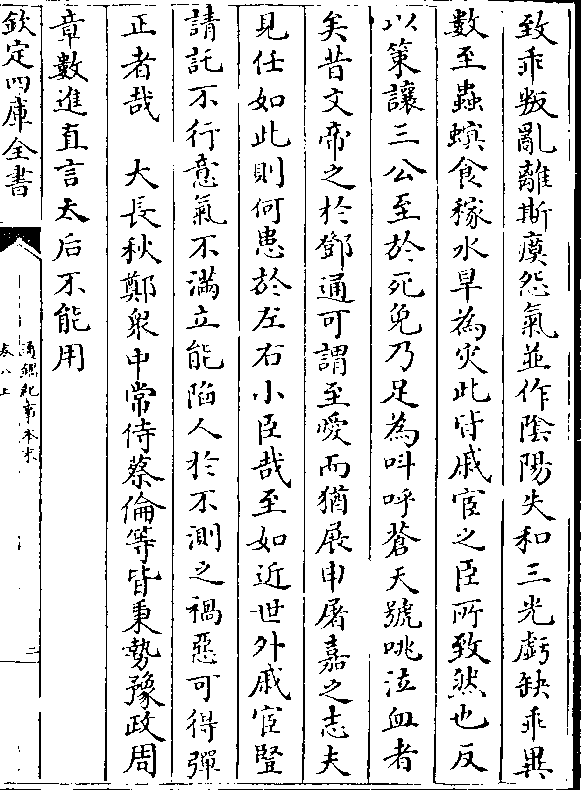 致乖叛亂離斯瘼怨氣並作陰陽失和三光虧缺乖異
數至蟲螟食稼水旱為灾此皆戚宦之臣所致然也反
以策讓三公至於死免乃足為叫呼蒼天號咷泣血者
矣昔文帝之於鄧通可謂至愛而猶展申屠嘉之志夫
見任如此則何患於左右小臣哉至如近世外戚宦豎
請託不行意氣不滿立能陷人於不測之禍惡可得彈
正者哉　大長秋鄭衆中常侍蔡倫等皆秉勢豫政周
章數進直言太后不能用
欽定四庫全書
通鑑紀事本末
卷八上
二